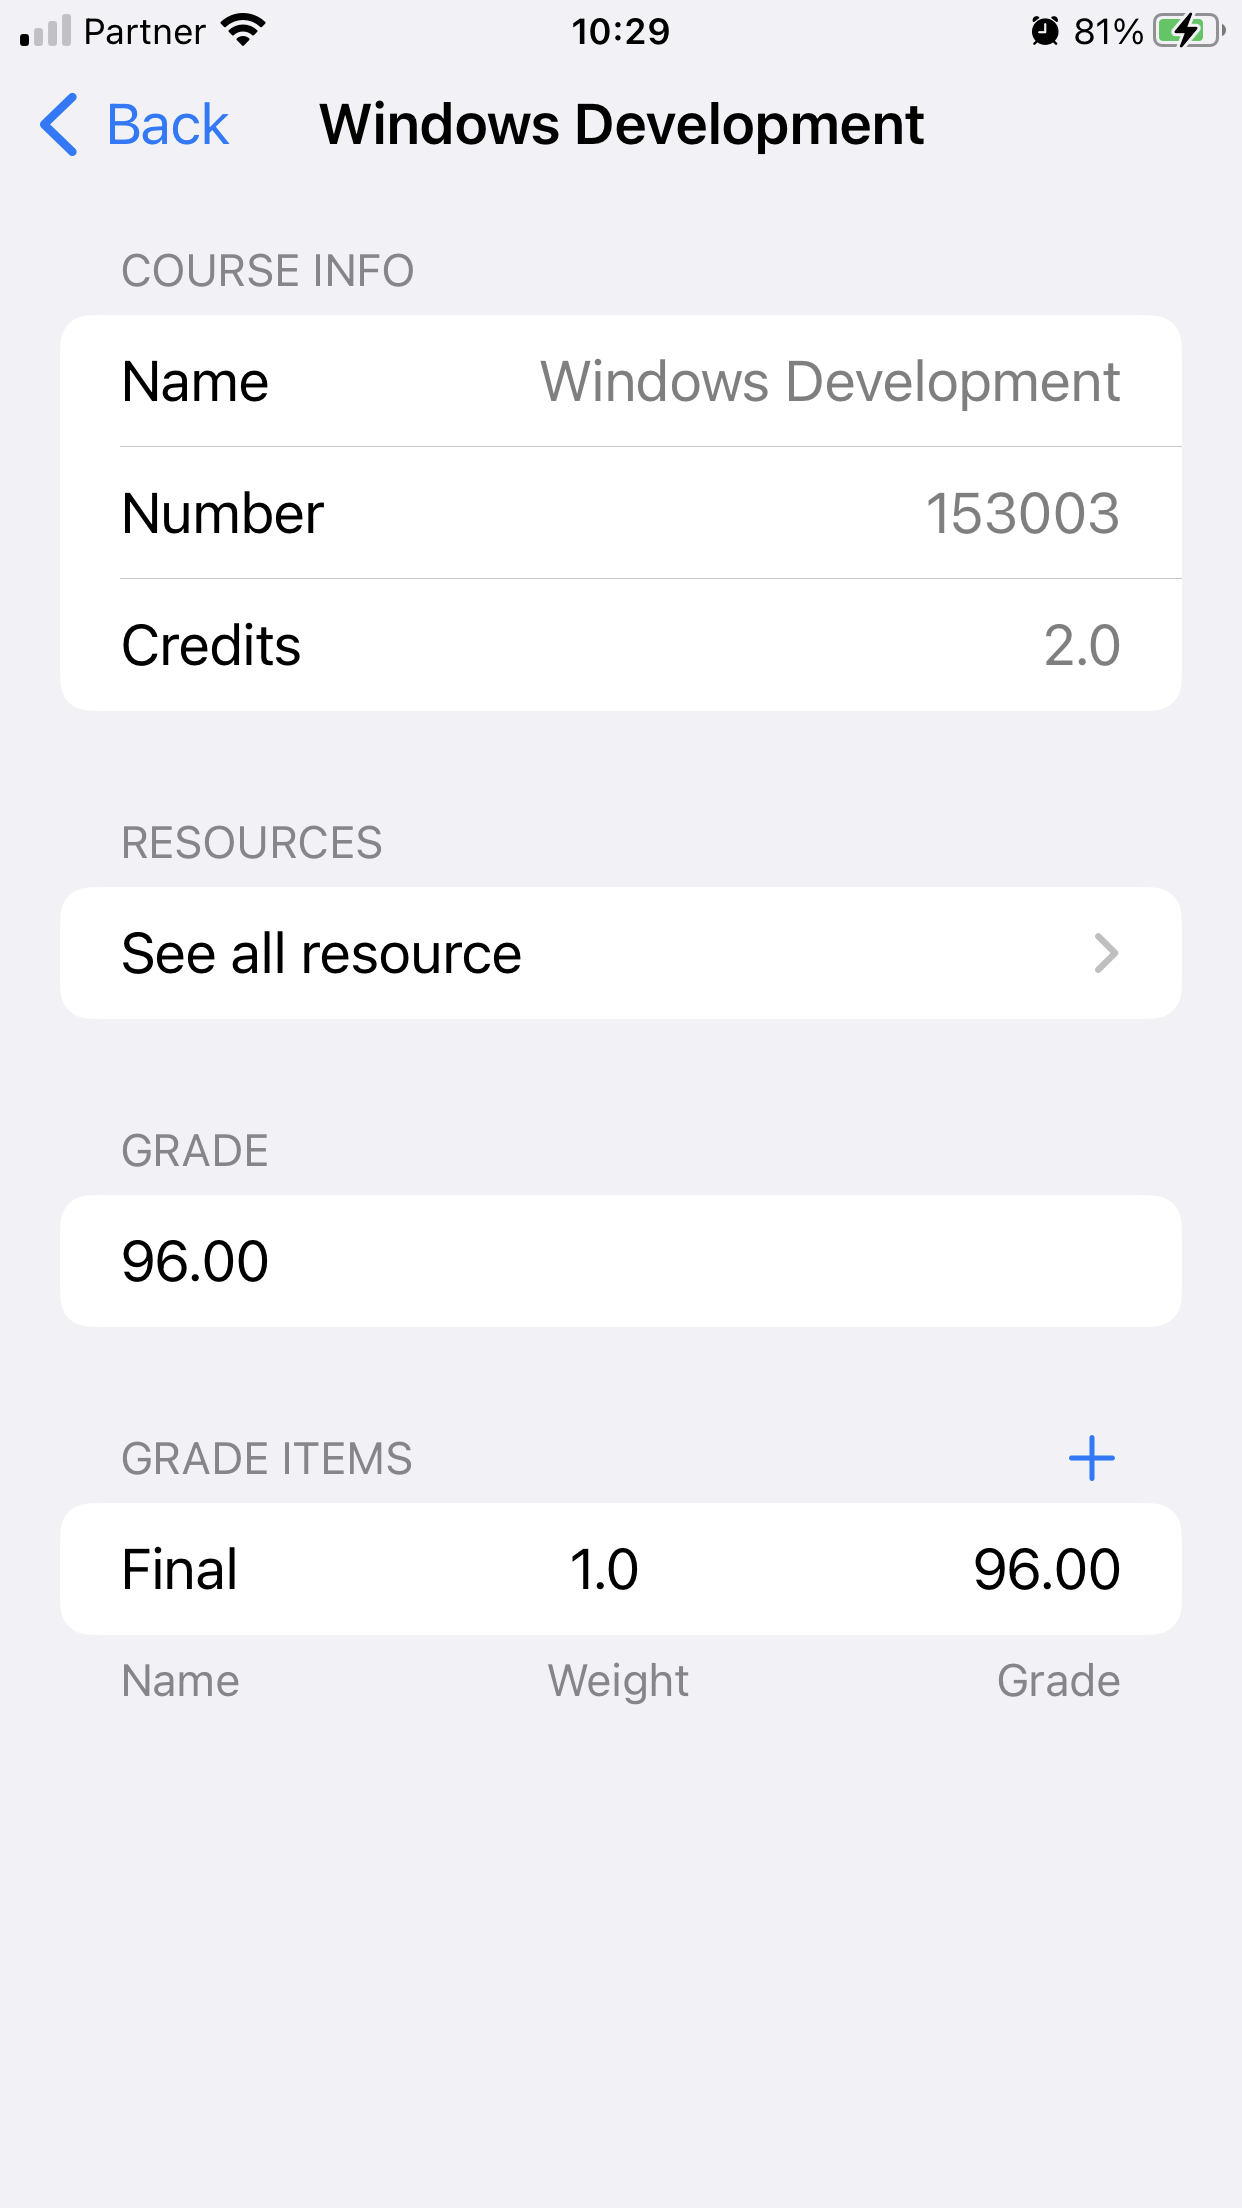 Partner 10:29 81%
Back Windows Development
COURSE INFO
Name Windows Development
Number 153003
Credits 2.0
RESOURCES
See all resource
GRADE
96.00
GRADE ITEMS +
Final 1.0 96.00
Name Weight Grade